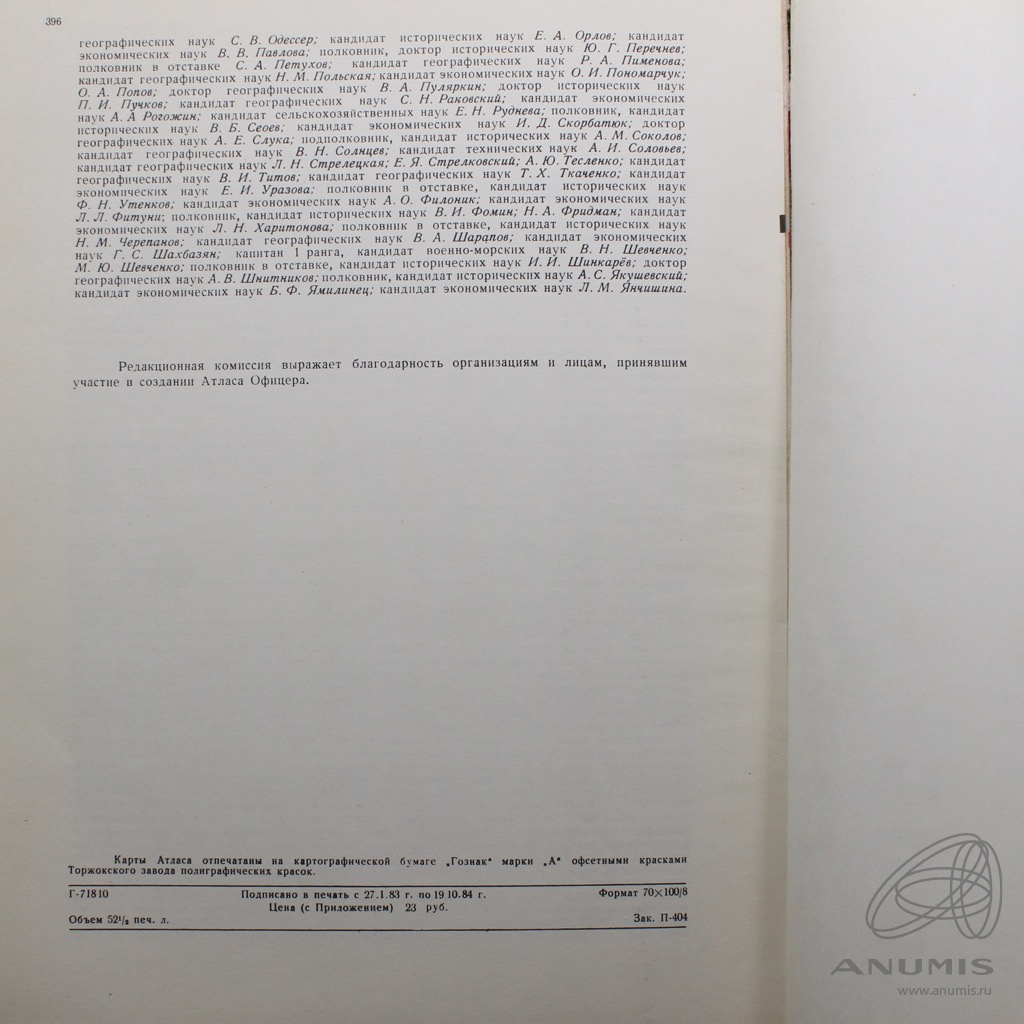 396
географических наук С. В. Одессер; кандидат исторических наук Е. А. Орлов; кандидат
экономических наук В. В. Павлова; полковник, доктор исторических наук Ю. Г. Перечнев;
полковник в отставке С. А. Петухов; кандидат географических наук Р. А. Пименова;
кандидат географических наук Н. М. Польская; кандидат экономических наук О. И. Пономарчук;
О. А. Попов; доктор географических наук В. А. Пуляркин; доктор исторических наук
П. И. Пучков; кандидат географических наук С. Н. Раковский; кандидат экономических
наук А. А Рогожин; кандидат сельскохозяйственных наук Е. Н. Руднева; полковник, кандидат
исторических наук В. Б. Сеоев; кандидат экономических наук И. Д. Скорбатюк; доктор
географических наук А. Е. Слука; подполковник, кандидат исторических наук А. М. Соколов;
кандидат географических наук В. Н. Солнцев; кандидат технических наук А. И. Соловьев;
кандидат географических наук Л. Н. Стрелецкая; Е. Я. Стрелковский; А. Ю. Тесленко; кандидат
географических наук В. И. Титов; кандидат географических наук Т. Х. Ткаченко; кандидат
экономических наук Е. И. Уразова; полковник в отставке, кандидат исторических наук
Ф. Н. Утенков; кандидат экономических наук А. О. Филоник; кандидат экономических наук
Л. Л. Фитуни; полковник, кандидат исторических наук В. И. Фомин; Н. А. Фридман; кандидат
экономических наук Л. Н. Харитонова; полковник в отставке, кандидат исторических наук
Н. М. Черепанов; кандидат географических наук В. А. Шарапов; кандидат экономических
наук Г. С. Шахбазян; капитан 1 ранга, кандидат военно-морских наук В. Н. Шевченко;
М. Ю. Шевченко; полковник в отставке, кандидат исторических наук И. И. Шинкарёв; доктор
географических наук А. В. Шнитников; полковник, кандидат исторических наук А. С. Якушевский;
кандидат экономических наук Б. Ф. Ямилинец; кандидат экономических наук Л. М. Янчишина.
Редакционная комиссия выражает благодарность организациям и лицам, принявшим
участие в создании Атласа Офицера.
Карты Атласа отпечатаны на картографической бумаге „Гознак" марки „А" офсетными красками
Торжокского завода полиграфических красок.
Г-71810 Подписано в печать с 27.1.83 г. по 19 10.84 г. Формат 70×100/8
Цена (с Приложением) 23 руб.
Объем 52¹/₂ печ. л. Зак. П-404
ANUMIS
www.anumis.ru